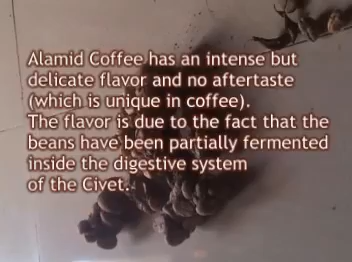 Alamid Coffee has an intense but
delicate flavor and no aftertaste
(which is unique in coffee).
The flavor is due to the fact that the
beans have been partially fermented
inside the digestive system
of the Civet.